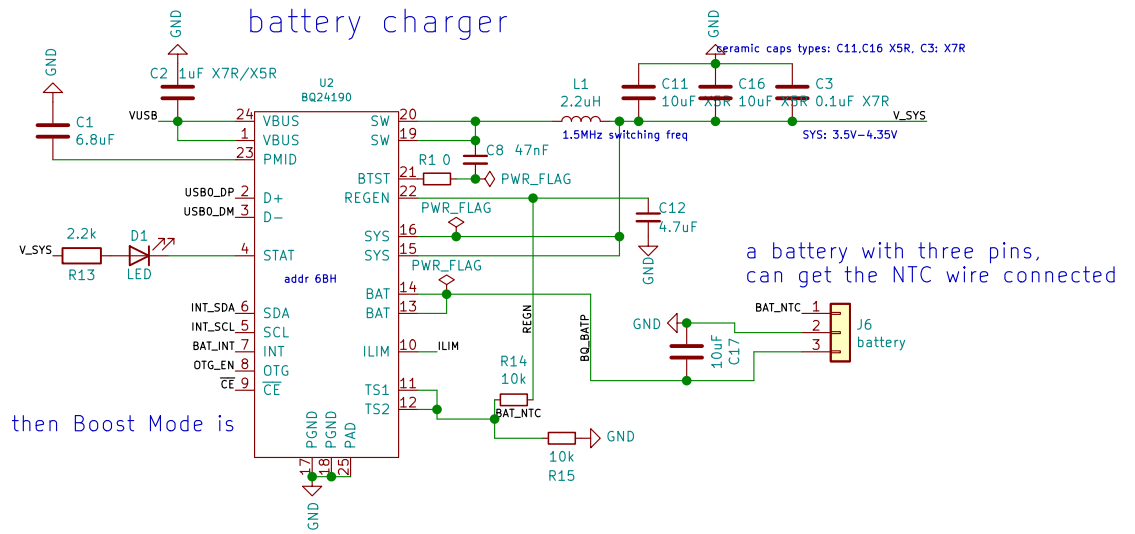 battery charger
GND
GND
GND
ceramic caps types: C11,C16 X5R, C3: X7R
C2 1uF X7R/X5R
U2
BQ24190
L1
2.2uH
C11
10uF X5R
C16
10uF X5R
C3
0.1uF X7R
C1
6.8uF
VUSB
24 VBUS
1 VBUS
23 PMID
SW 20
SW 19
1.5MHz switching freq
V_SYS
SYS: 3.5V-4.35V
C8 47nF
R1 0
BTST 21
PWR_FLAG
REGEN 22
USB0_DP 2 D+
USB0_DM 3 D-
PWR_FLAG
C12
4.7uF
GND
2.2k
D1
V_SYS
R13
LED
4 STAT
SYS 16
SYS 15
PWR_FLAG
addr 6BH
a battery with three pins,
can get the NTC wire connected
BAT 14
BAT 13
INT_SDA 6 SDA
INT_SCL 5 SCL
BAT_INT 7 INT
OTG_EN 8 OTG
CE 9 CE
ILIM 10 ILIM
REGN
BQ_BATP
GND
10uF
C17
BAT_NTC 1
2
3
J6
battery
R14
10k
TS1 11
TS2 12
BAT_NTC
then Boost Mode is
PGND
PGND
PAD
17
18
25
GND
10k
R15
GND